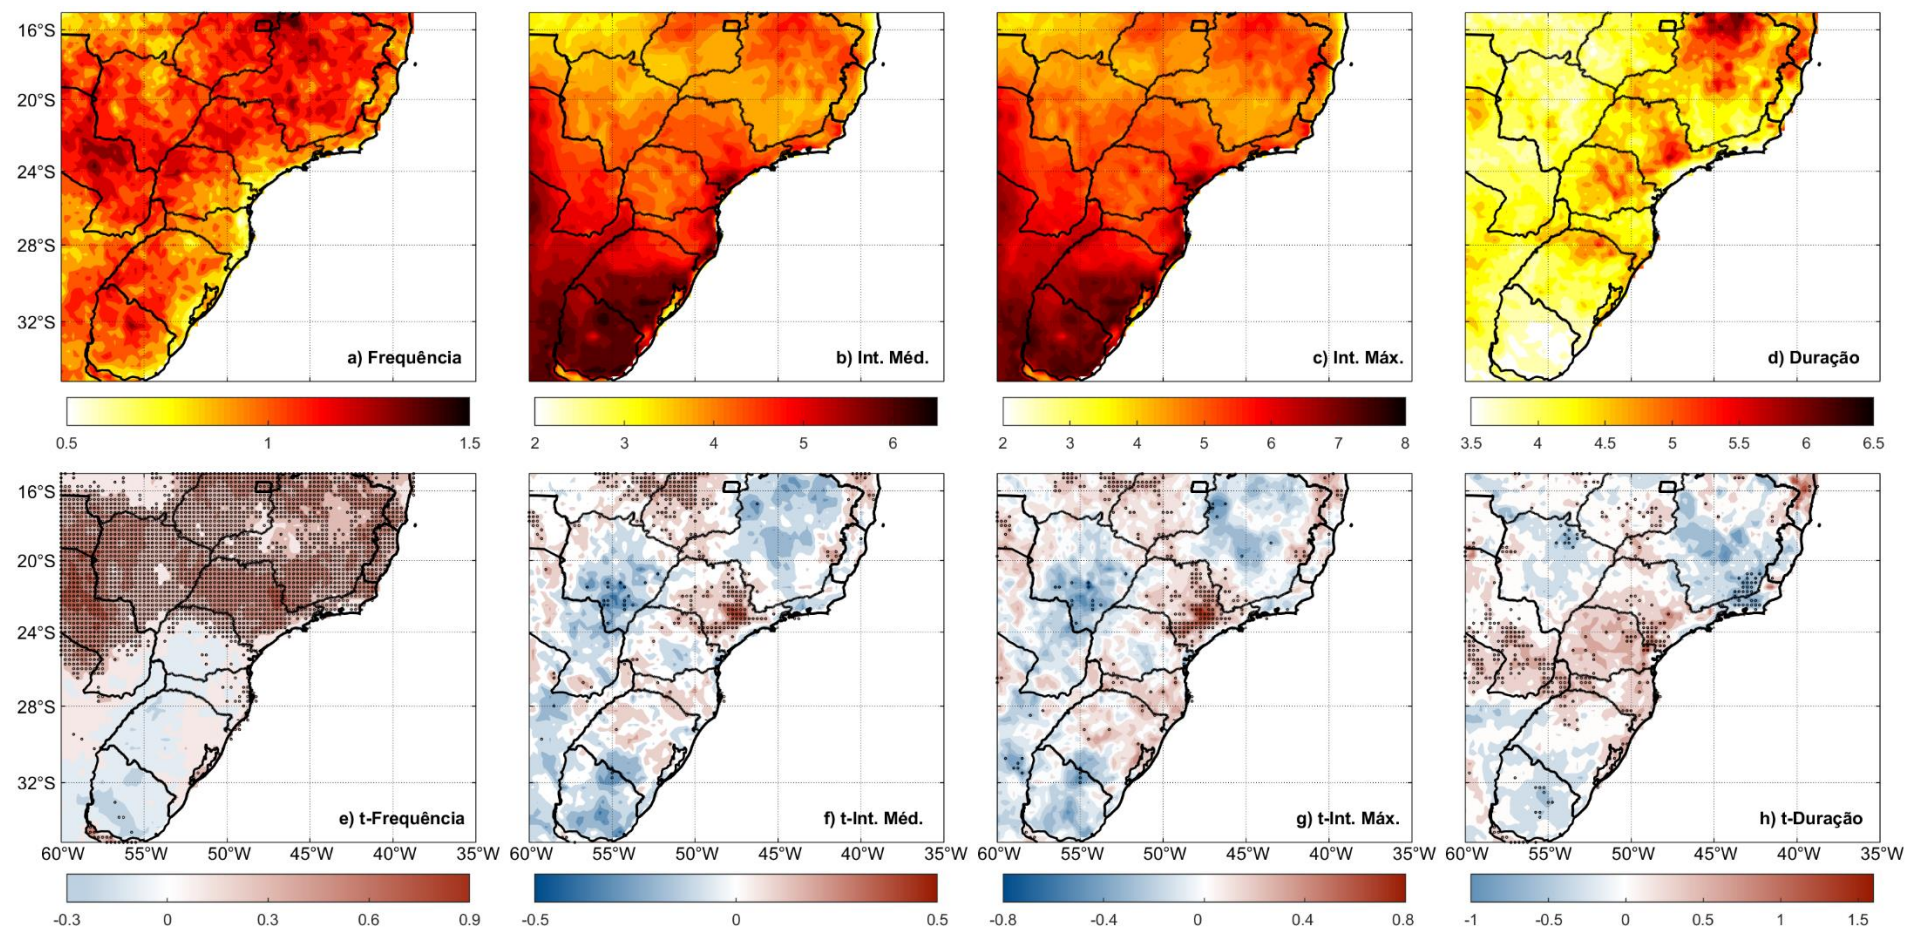 16°S
20°S
24°S
28°S
32°S
a) Frequência
b) Int. Méd.
c) Int. Máx.
d) Duração
0.5 1 1.5
2 3 4 5 6
2 3 4 5 6 7 8
3.5 4 4.5 5 5.5 6 6.5
16°S
20°S
24°S
28°S
32°S
e) t-Frequência
f) t-Int. Méd.
g) t-Int. Máx.
h) t-Duração
60°W 55°W 50°W 45°W 40°W 35°W
60°W 55°W 50°W 45°W 40°W 35°W
60°W 55°W 50°W 45°W 40°W 35°W
60°W 55°W 50°W 45°W 40°W 35°W
-0.3 0 0.3 0.6 0.9
-0.5 0 0.5
-0.8 -0.4 0 0.4 0.8
-1 -0.5 0 0.5 1 1.5